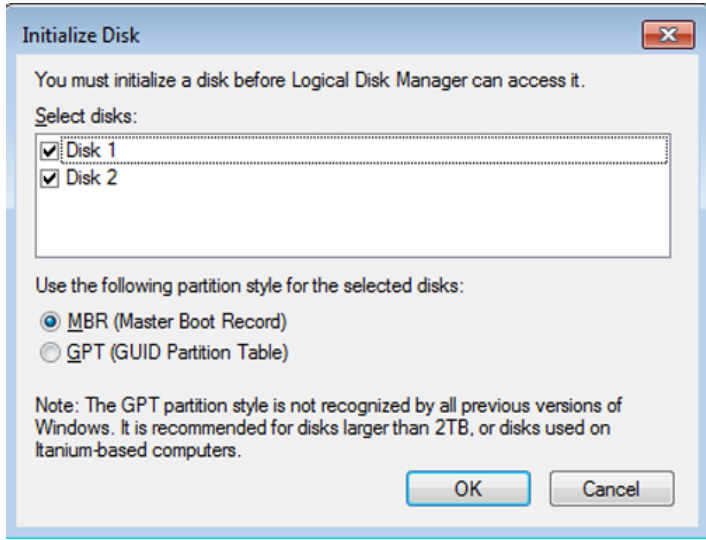 Initialize Disk
You must initialize a disk before Logical Disk Manager can access it.
Select disks:
Disk 1
Disk 2
Use the following partition style for the selected disks:
MBR (Master Boot Record)
GPT (GUID Partition Table)
Note: The GPT partition style is not recognized by all previous versions of
Windows. It is recommended for disks larger than 2TB, or disks used on
Itanium-based computers.
OK Cancel